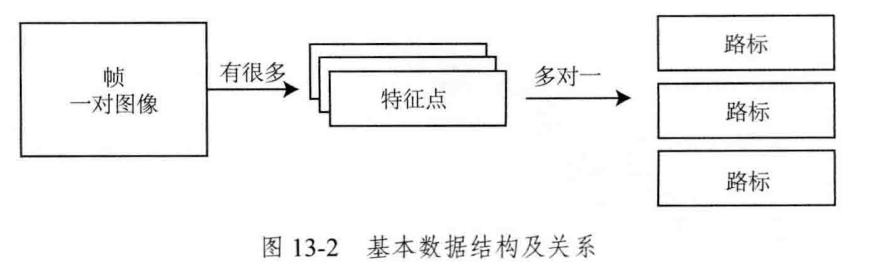 帧
一对图像
有很多
特征点
多对一
路标
路标
路标
图 13-2 基本数据结构及关系